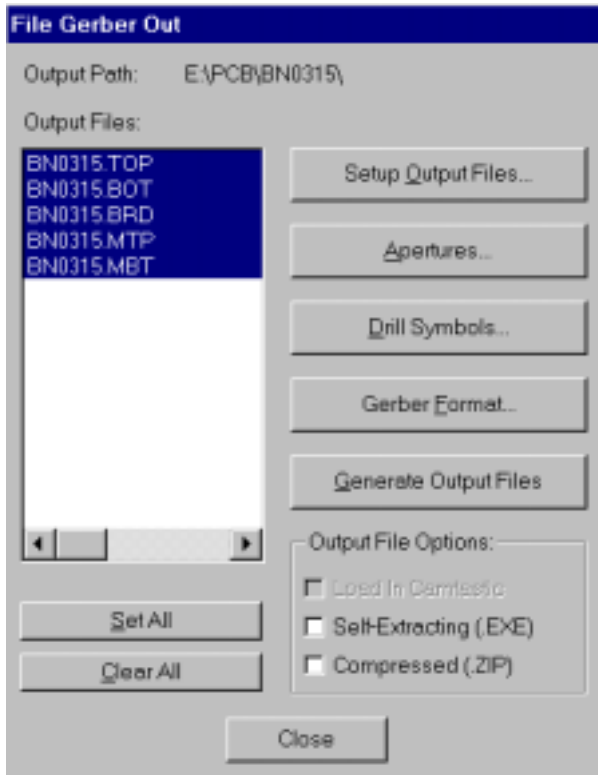 File Gerber Out
Output Path: E:\PCB\BN0315\
Output Files:
BN0315.TOP
BN0315.BOT
BN0315.BRD
BN0315.MTP
BN0315.MBT
Setup Output Files...
Apertures...
Drill Symbols...
Gerber Format...
Generate Output Files
Output File Options:
Load In Camtastic
Self-Extracting (.EXE)
Compressed (.ZIP)
Set All
Clear All
Close